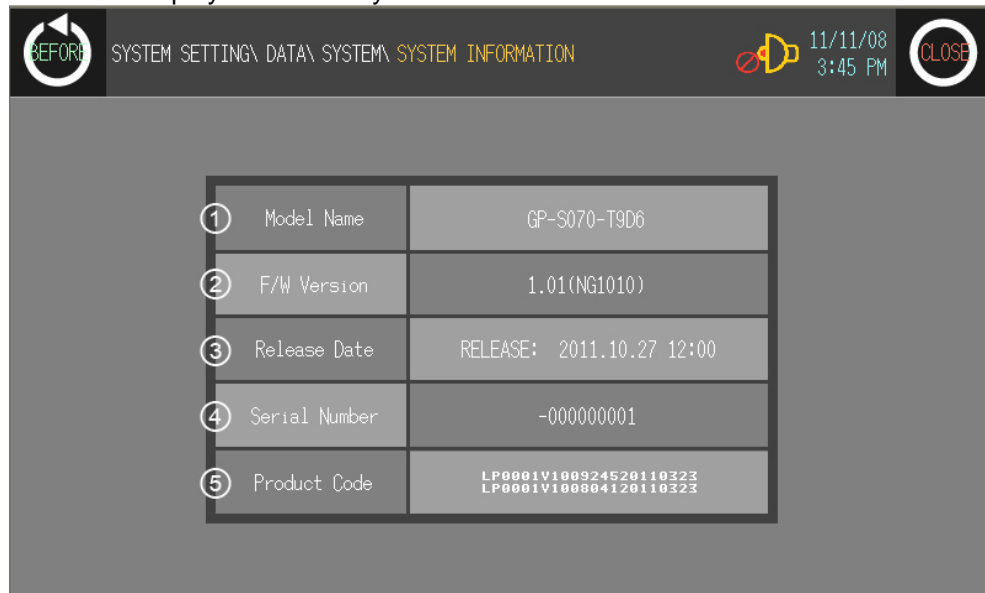 BEFORE
SYSTEM SETTING\ DATA\ SYSTEM\ SYSTEM INFORMATION
11/11/08
3:45 PM
CLOSE
1 Model Name GP-S070-T9D6
2 F/W Version 1.01(NG1010)
3 Release Date RELEASE: 2011.10.27 12:00
4 Serial Number -000000001
5 Product Code LP0001V100924520110323
LP0001V100804120110323